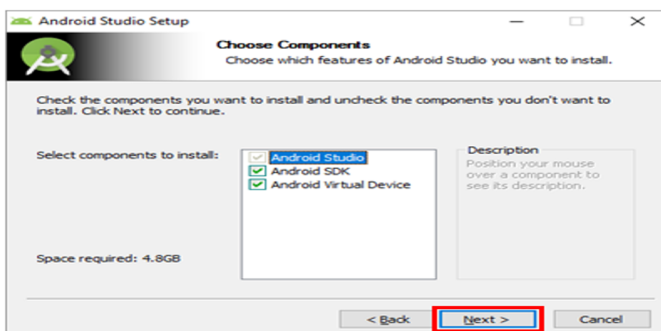 Android Studio Setup
Choose Components
Choose which features of Android Studio you want to install.
Check the components you want to install and uncheck the components you don't want to
install. Click Next to continue.
Select components to install:
Android Studio
Android SDK
Android Virtual Device
Description
Position your mouse
over a component to
see its description.
Space required: 4.8GB
< Back
Next >
Cancel